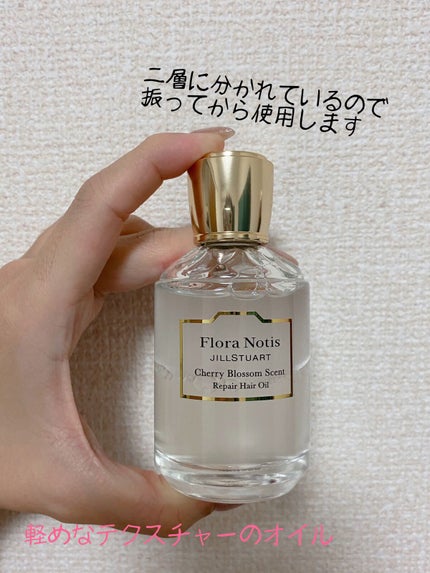 二層に分かれているので
振ってから使用します
Flora Notis
JILLSTUART
Cherry Blossom Scent
Repair Hair Oil
軽めなテクスチャーのオイル